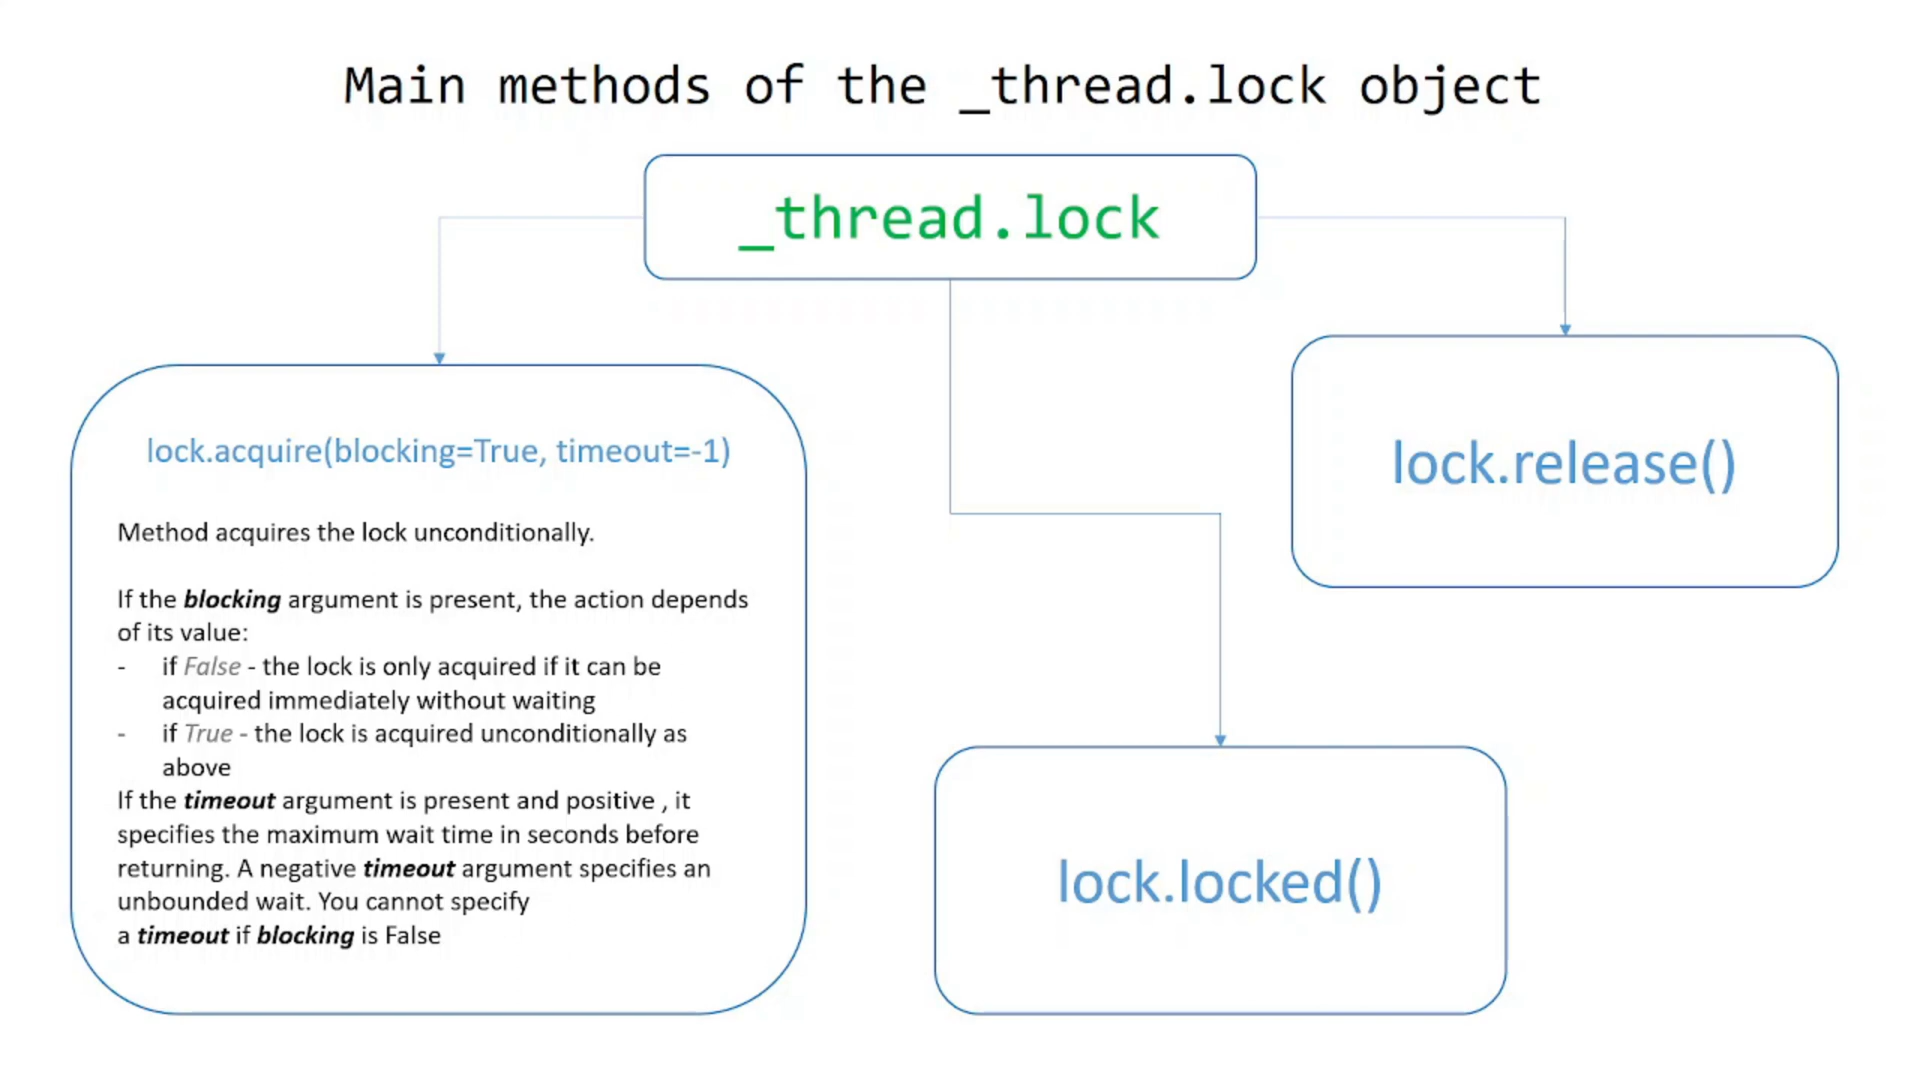 Main methods of the _thread.lock object
_thread.lock
lock.acquire(blocking=True, timeout=-1)
Method acquires the lock unconditionally.
If the blocking argument is present, the action depends
of its value:
- if False - the lock is only acquired if it can be
acquired immediately without waiting
- if True - the lock is acquired unconditionally as
above
If the timeout argument is present and positive , it
specifies the maximum wait time in seconds before
returning. A negative timeout argument specifies an
unbounded wait. You cannot specify
a timeout if blocking is False
lock.release()
lock.locked()